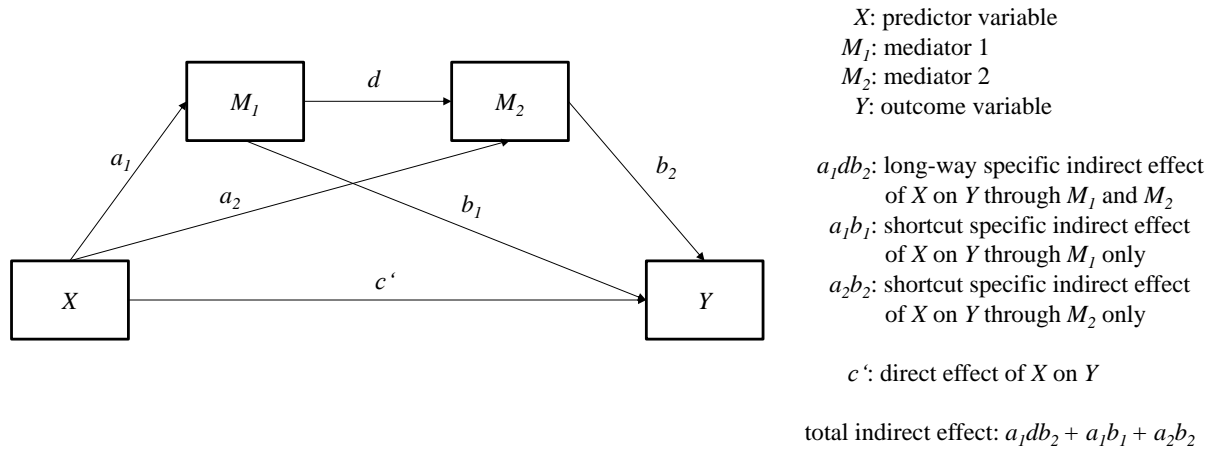 d
M1
M2
a1
a2
b1
b2
c‘
X
Y
X: predictor variable
M1: mediator 1
M2: mediator 2
Y: outcome variable
a1db2: long-way specific indirect effect
of X on Y through M1 and M2
a1b1: shortcut specific indirect effect
of X on Y through M1 only
a2b2: shortcut specific indirect effect
of X on Y through M2 only
c‘: direct effect of X on Y
total indirect effect: a1db2 + a1b1 + a2b2